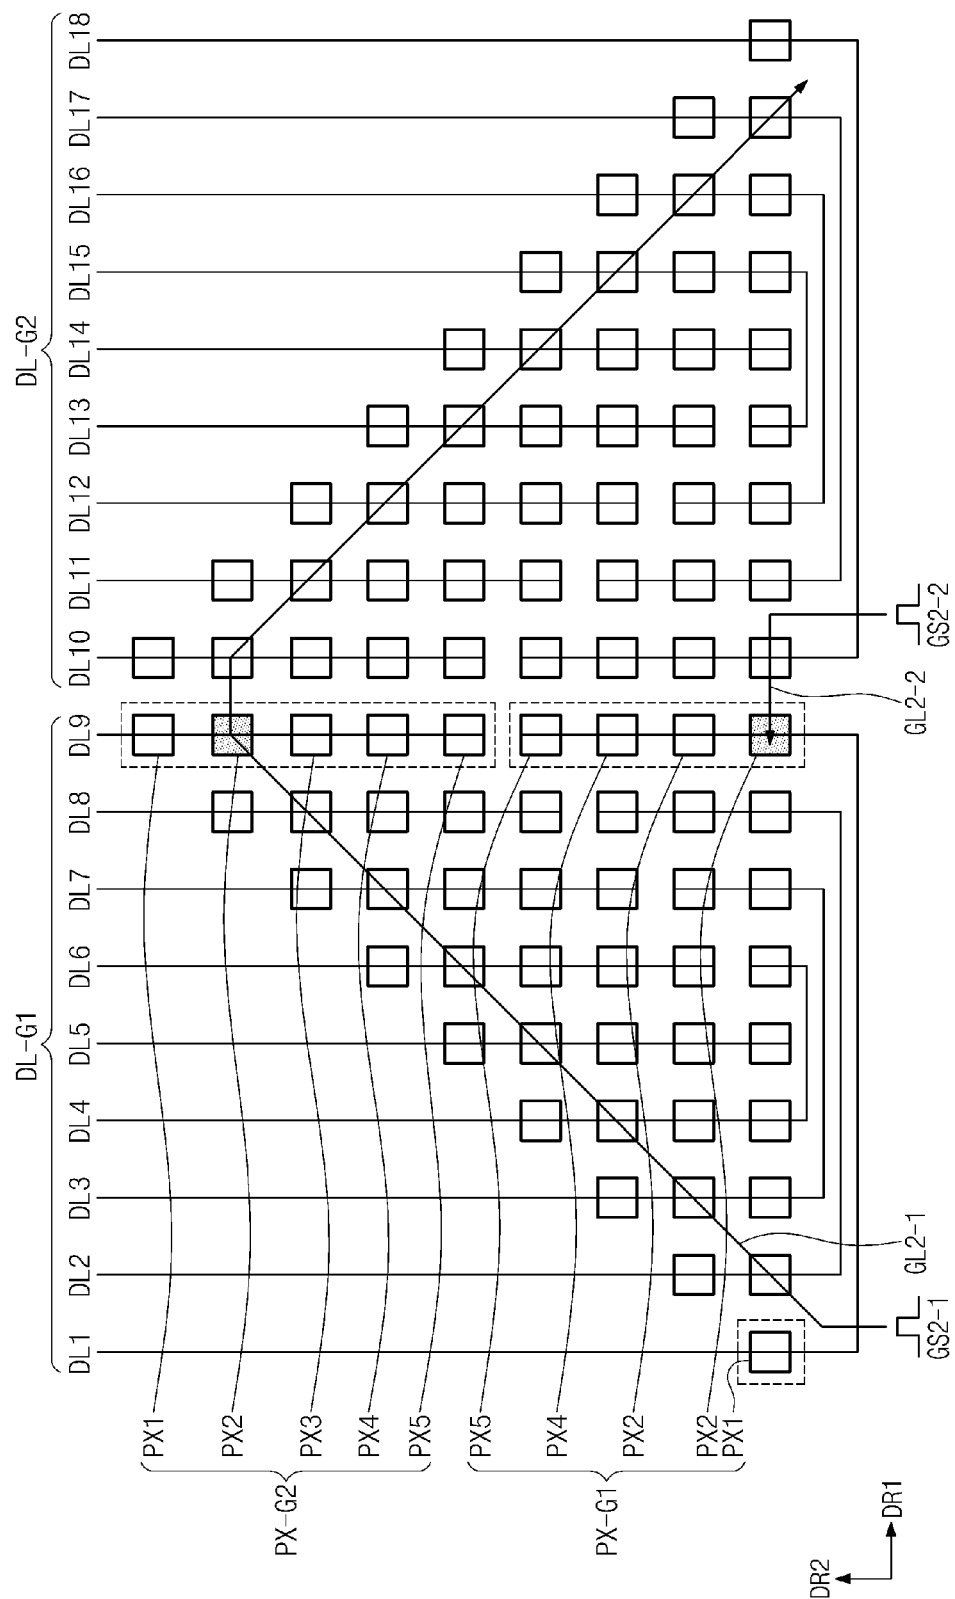 DL-G1
DL-G2
DL1
DL2
DL3
DL4
DL5
DL6
DL7
DL8
DL9
DL10
DL11
DL12
DL13
DL14
DL15
DL16
DL17
DL18
PX-G2
PX1
PX2
PX3
PX4
PX5
PX-G1
PX5
PX4
PX2
PX2
PX1
GL2-1
GL2-2
GS2-1
GS2-2
DR2
DR1